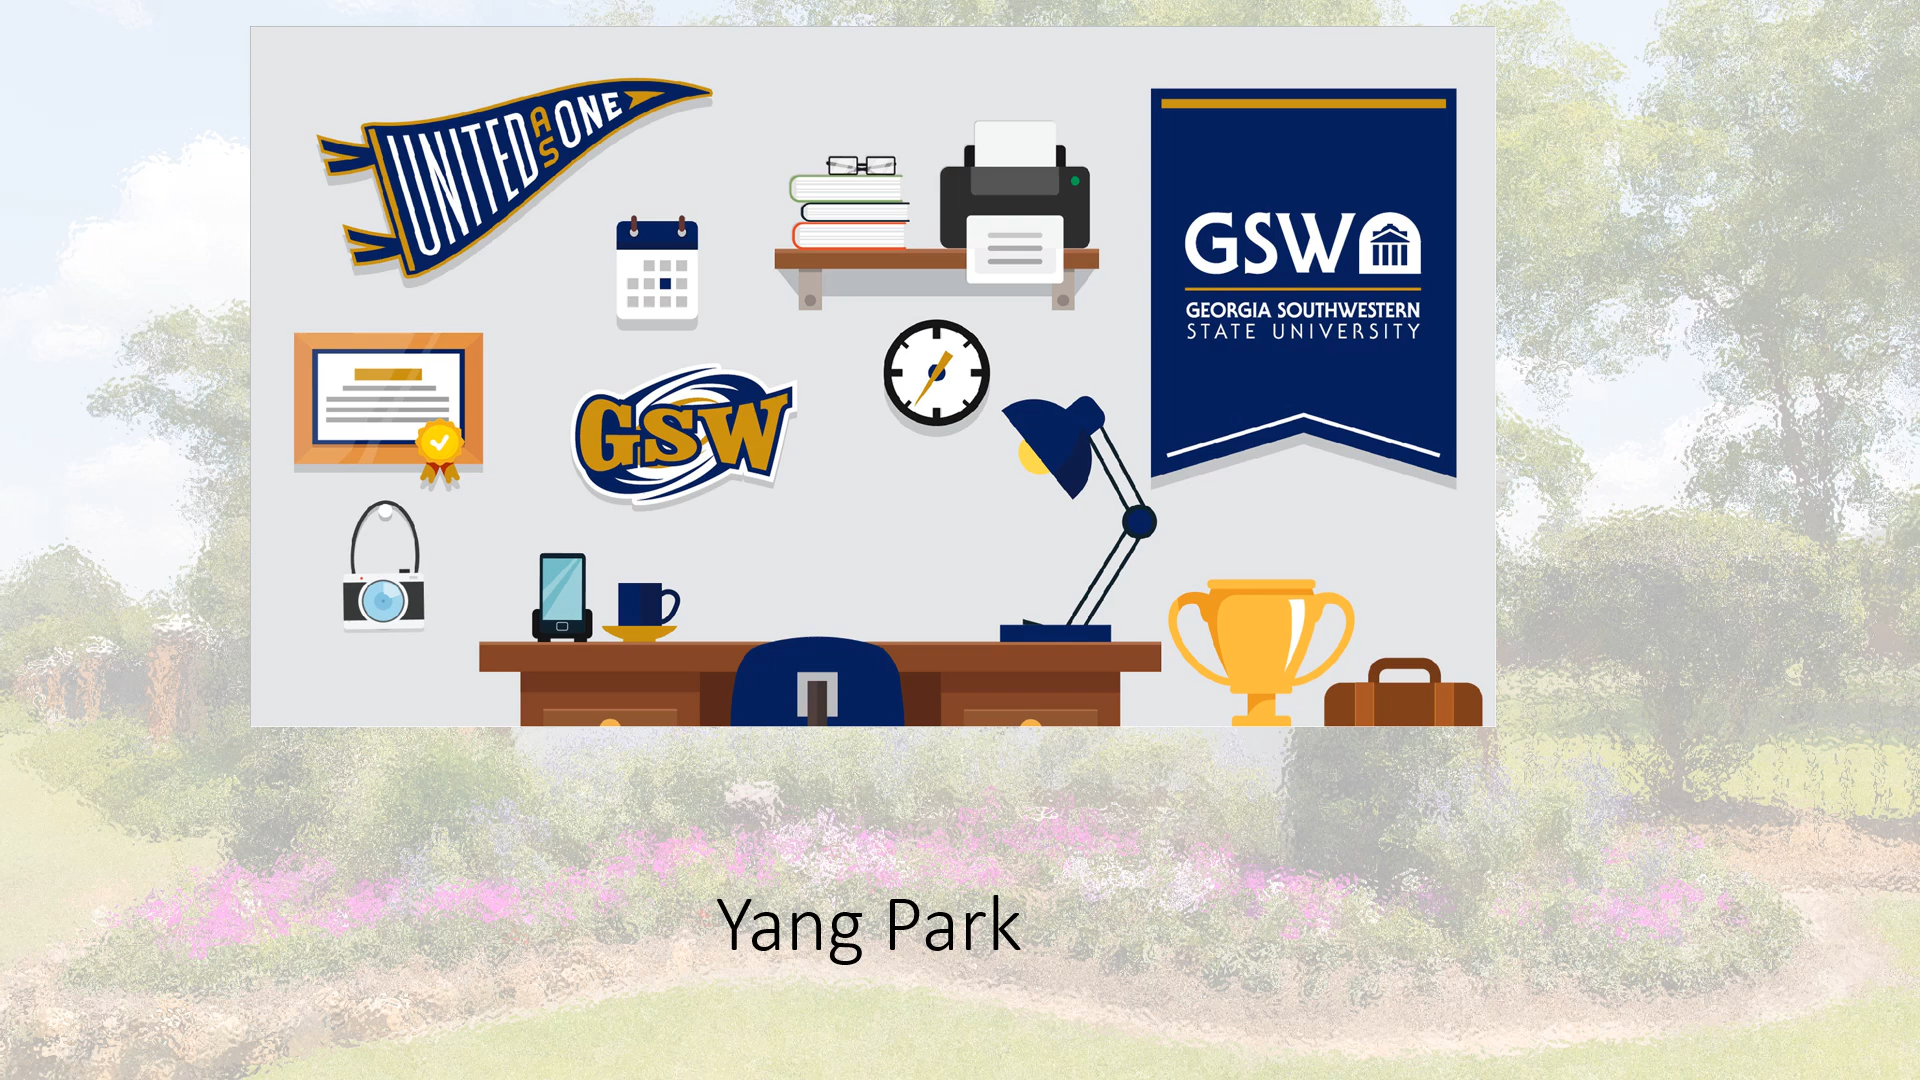 UNITED AS ONE
GSW
GEORGIA SOUTHWESTERN
STATE UNIVERSITY
GSW
Yang Park